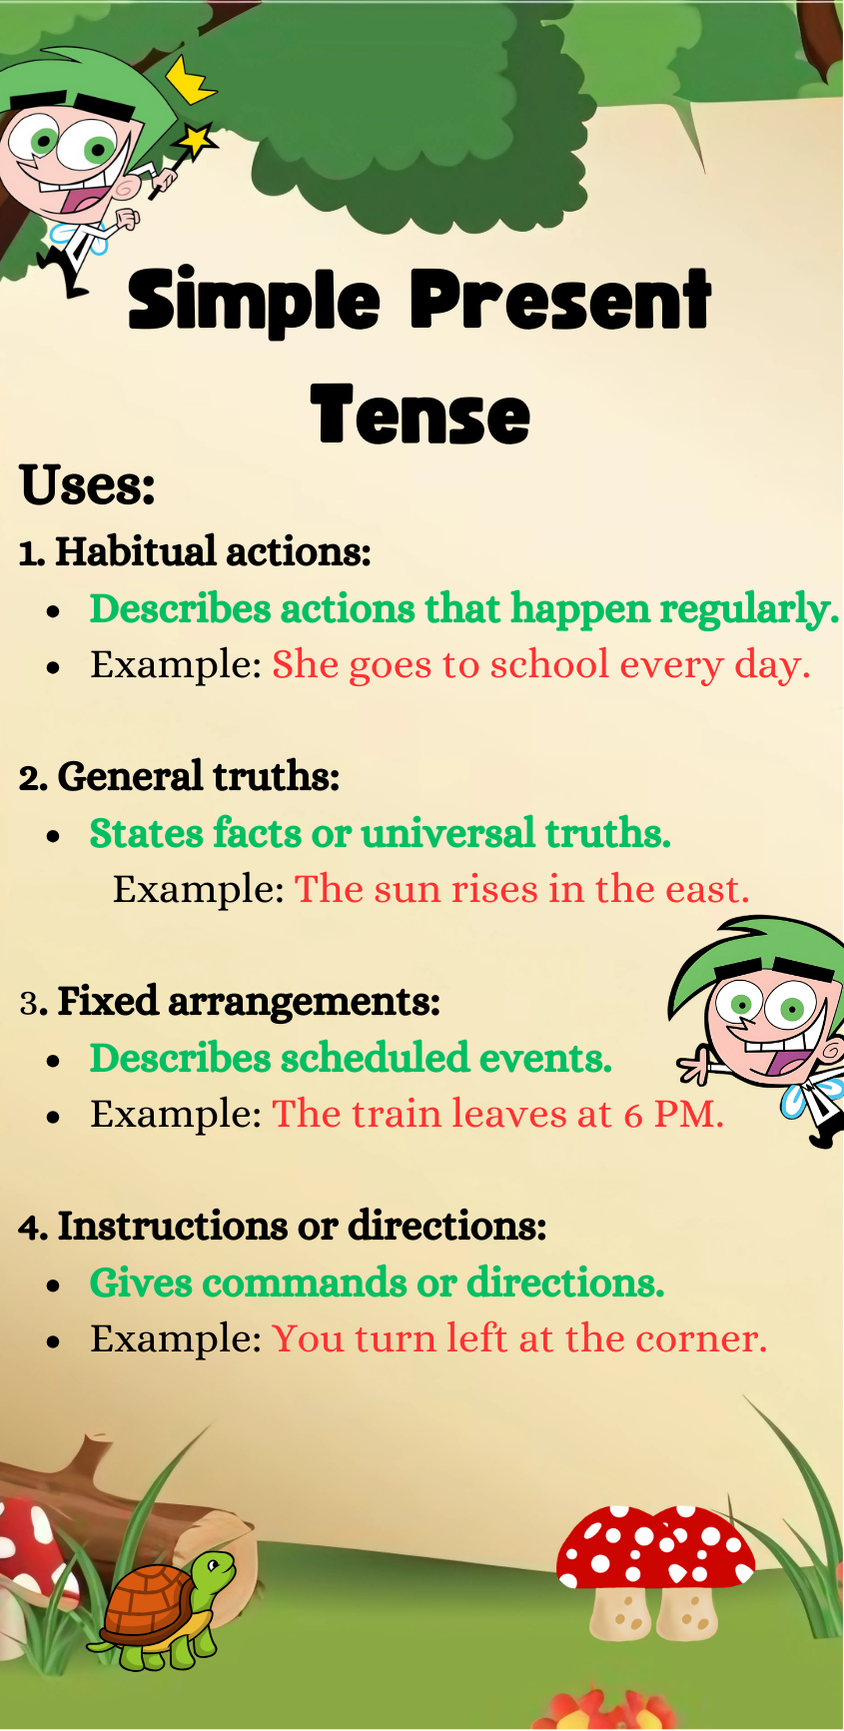 Simple Present
Tense
Uses:
1. Habitual actions:
• Describes actions that happen regularly.
• Example: She goes to school every day.
2. General truths:
• States facts or universal truths.
Example: The sun rises in the east.
3. Fixed arrangements:
• Describes scheduled events.
• Example: The train leaves at 6 PM.
4. Instructions or directions:
• Gives commands or directions.
• Example: You turn left at the corner.